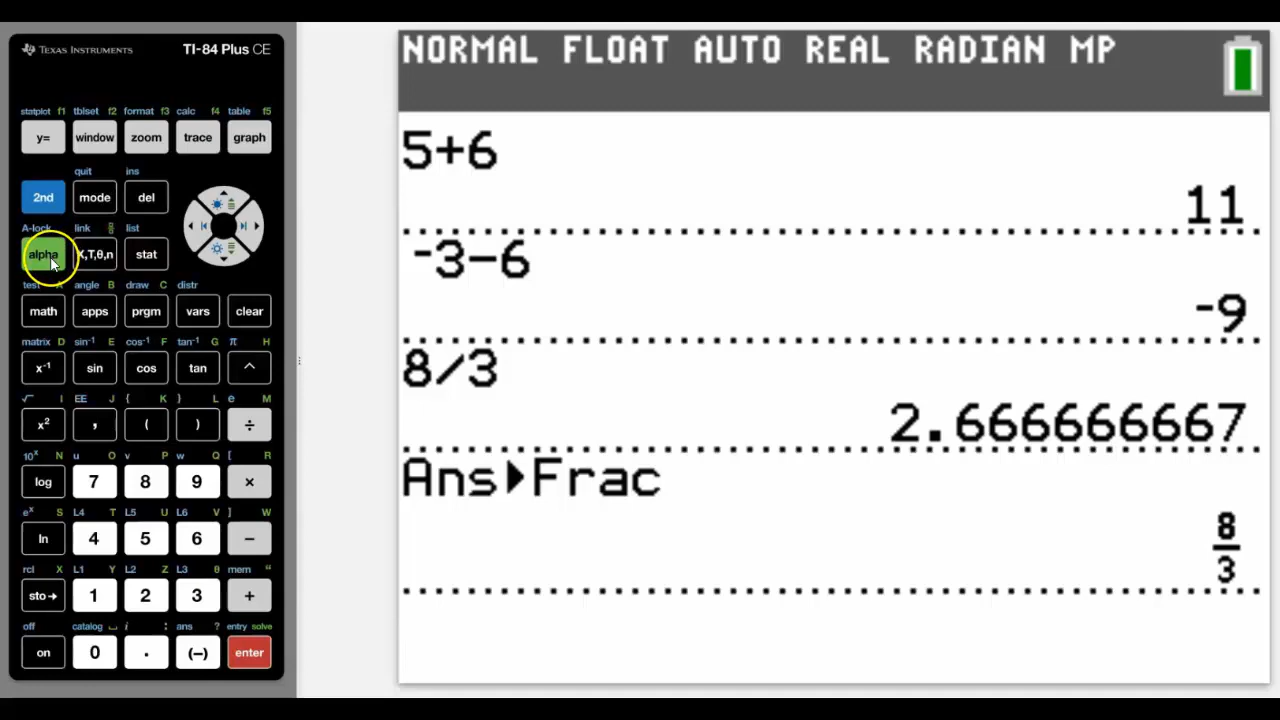 TEXAS INSTRUMENTS TI-84 Plus CE
statplot f1 tblset f2 format f3 calc f4 table f5
y= window zoom trace graph
quit ins
2nd mode del
A-lock link list
alpha X,T,θ,n stat
test A angle B draw C distr
math apps prgm vars clear
matrix D sin⁻¹ E cos⁻¹ F tan⁻¹ G π H
x⁻¹ sin cos tan ^
√ I EE J { K } L e M
x² , ( ) ÷
10ˣ N u O v P w Q [ R
log 7 8 9 ×
eˣ S L4 T L5 U L6 V ] W
ln 4 5 6 −
rcl X L1 Y L2 Z L3 θ mem "
sto→ 1 2 3 +
off catalog ⎵ i : ans ? entry solve
on 0 . (−) enter
NORMAL FLOAT AUTO REAL RADIAN MP
5+6
11
-3-6
-9
8/3
2.666666667
Ans▶Frac
8
3